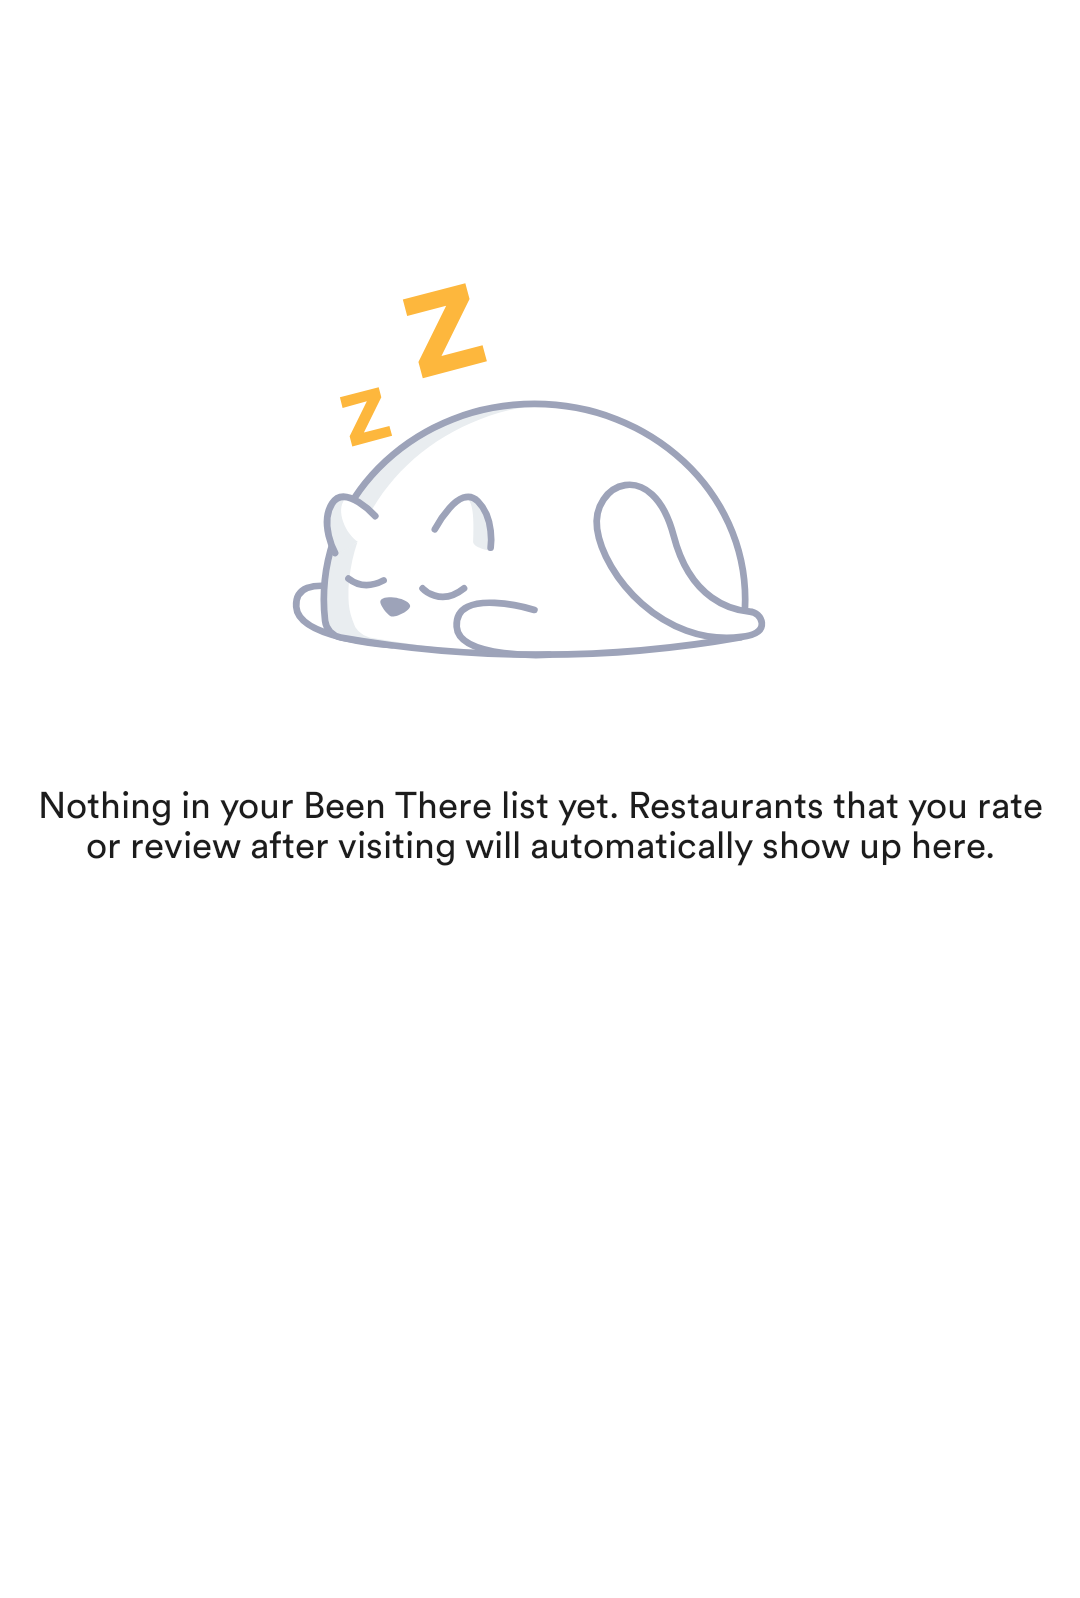 Z
Z
Nothing in your Been There list yet. Restaurants that you rate
or review after visiting will automatically show up here.